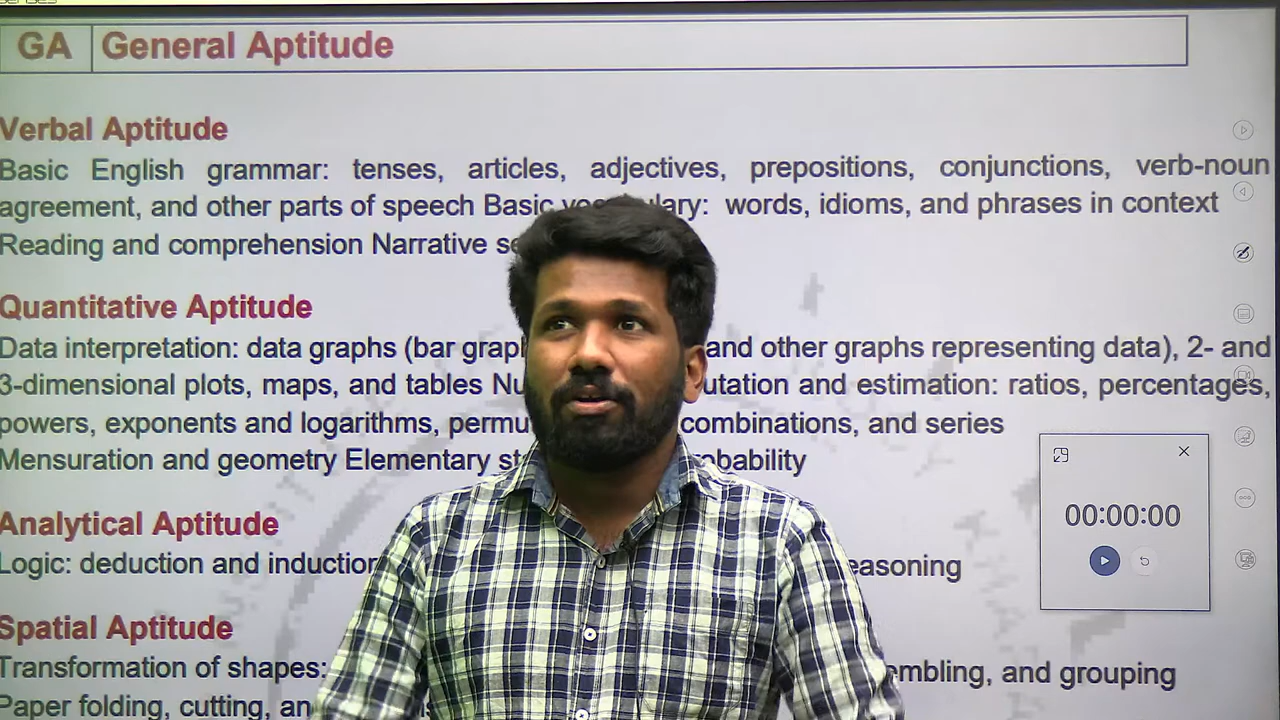 GA General Aptitude
Verbal Aptitude
Basic English grammar: tenses, articles, adjectives, prepositions, conjunctions, verb-noun
agreement, and other parts of speech Basic vocabulary: words, idioms, and phrases in context
Reading and comprehension Narrative
Quantitative Aptitude
Data interpretation: data graphs (bar and other graphs representing data), 2- and
3-dimensional plots, maps, and tables and estimation: ratios, percentages,
powers, exponents and logarithms, combinations, and series
Mensuration and geometry Elementary
Analytical Aptitude
Logic: deduction and
Spatial Aptitude
Transformation of shapes: and grouping
Paper folding, cutting,
00:00:00